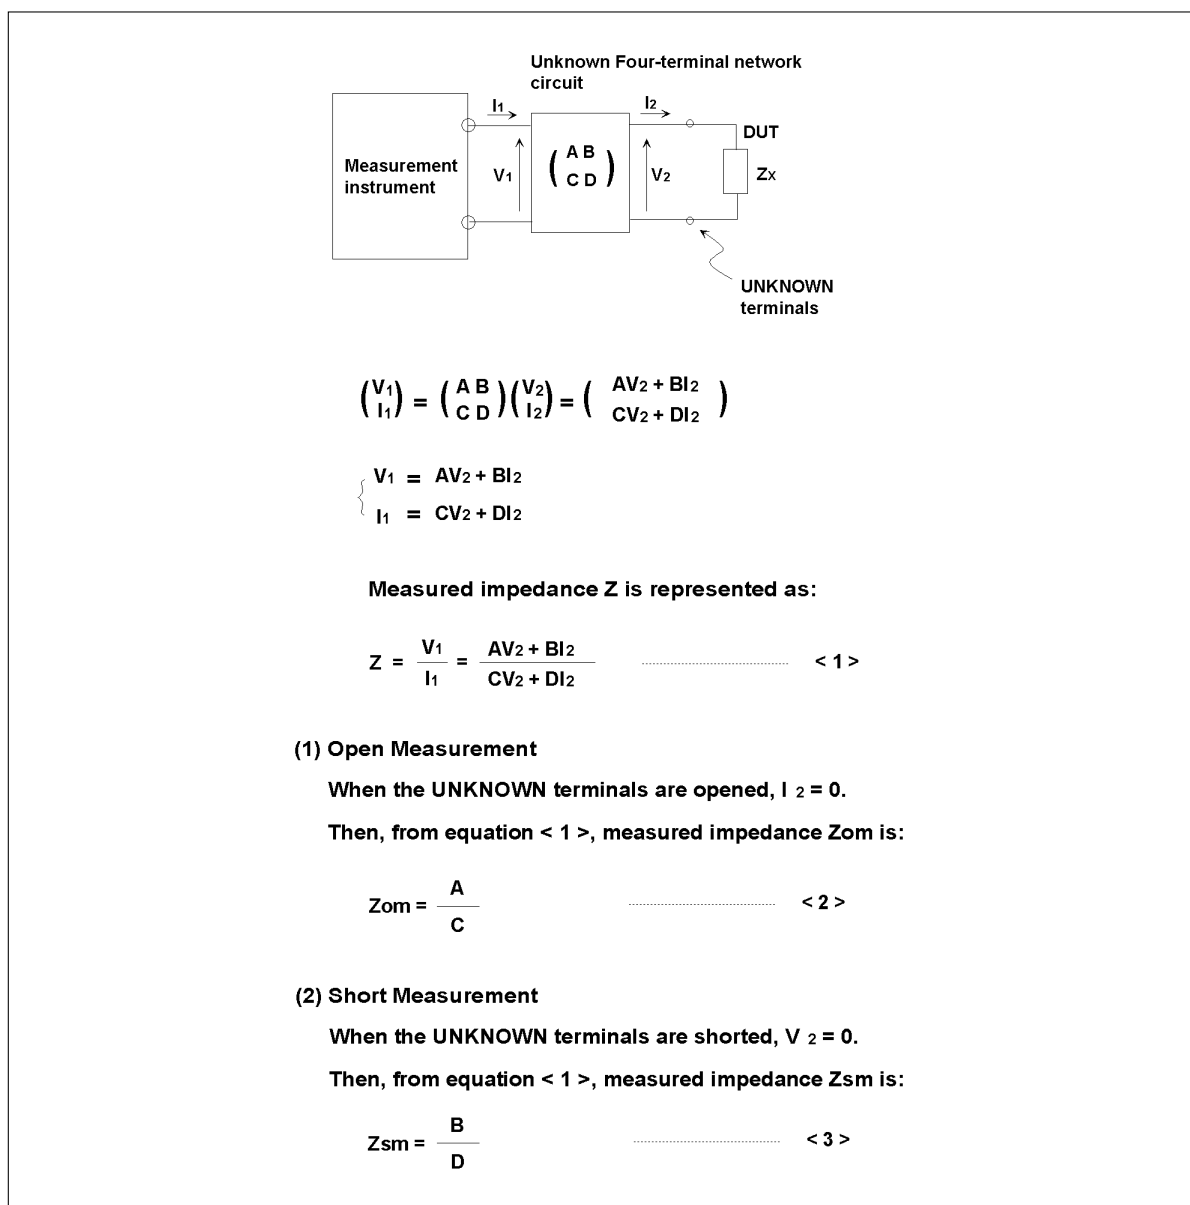 Unknown Four-terminal network
circuit
I1
I2
DUT
Measurement
instrument
V1
( A B
C D )
V2
Zx
UNKNOWN
terminals
(V1 I1) = (A B C D)(V2 I2) = ( AV2 + BI2 CV2 + DI2 )
{ V1 = AV2 + BI2
I1 = CV2 + DI2
Measured impedance Z is represented as:
Z = V1 / I1 = AV2 + BI2 / CV2 + DI2 .......... < 1 >
(1) Open Measurement
When the UNKNOWN terminals are opened, I 2 = 0.
Then, from equation < 1 >, measured impedance Zom is:
Zom = A / C .......... < 2 >
(2) Short Measurement
When the UNKNOWN terminals are shorted, V 2 = 0.
Then, from equation < 1 >, measured impedance Zsm is:
Zsm = B / D .......... < 3 >